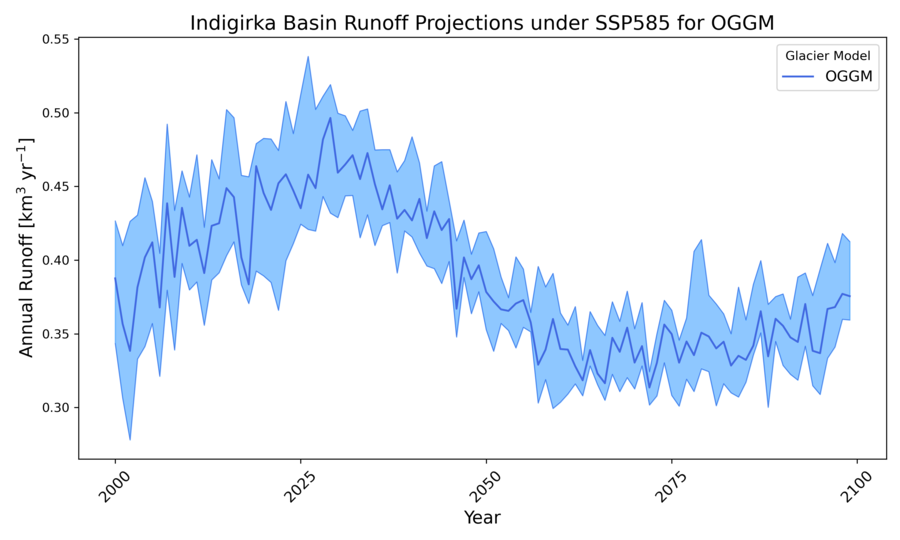 Indigirka Basin Runoff Projections under SSP585 for OGGM
Glacier Model
OGGM
0.55
0.50
0.45
0.40
0.35
0.30
Annual Runoff [km³ yr⁻¹]
2000
2025
2050
2075
2100
Year